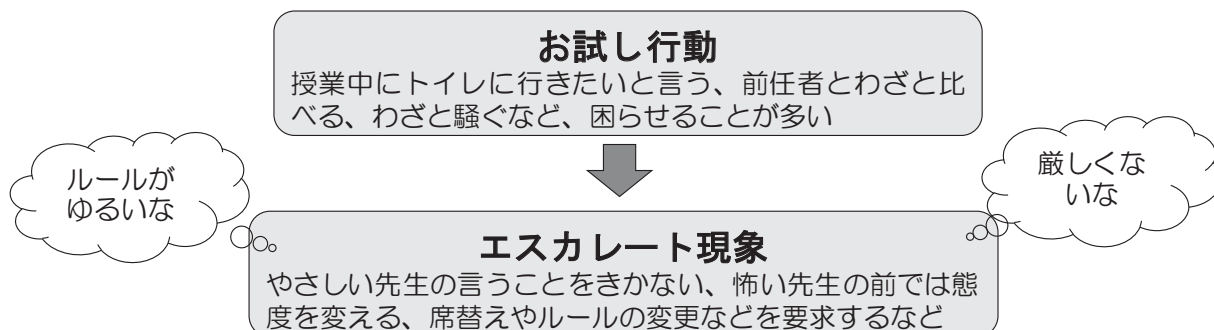 お試し行動
授業中にトイレに行きたいと言う、前任者とわざと比
べる、わざと騒ぐなど、困らせることが多い
ルールが
ゆるいな
厳しくな
いな
エスカレート現象
やさしい先生の言うことをきかない、怖い先生の前では態
度を変える、席替えやルールの変更などを要求するなど